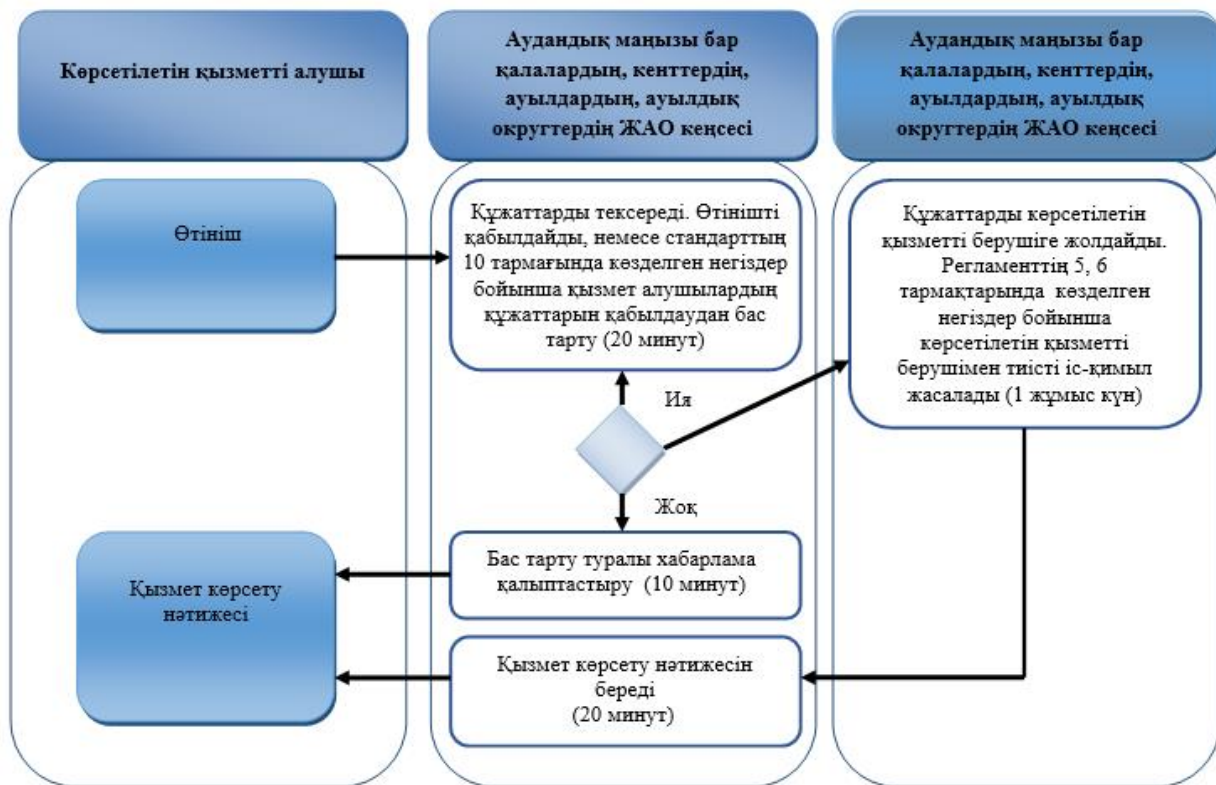 Көрсетілетін қызметті алушы
Аудандық маңызы бар
қалалардың, кенттердің,
ауылдардың, ауылдық
округтердің ЖАО кеңсесі
Аудандық маңызы бар
қалалардың, кенттердің,
ауылдардың, ауылдық
округтердің ЖАО кеңсесі
Өтініш
Құжаттарды тексереді. Өтінішті
қабылдайды, немесе стандарттың
10 тармағында көзделген негіздер
бойынша қызмет алушылардың
құжаттарын қабылдаудан бас
тарту (20 минут)
Құжаттарды көрсетілетін
қызметті берушіге жолдайды.
Регламенттің 5, 6
тармақтарында көзделген
негіздер бойынша
көрсетілетін қызметті
берушімен тиісті іс-қимыл
жасалады (1 жұмыс күн)
Ия
Жоқ
Бас тарту туралы хабарлама
қалыптастыру (10 минут)
Қызмет көрсету
нәтижесі
Қызмет көрсету нәтижесін
береді
(20 минут)